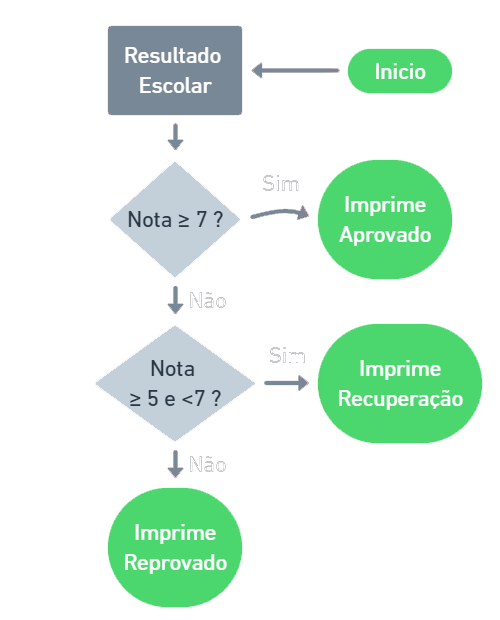 Resultado
Escolar
Inicio
Nota ≥ 7 ?
Sim
Imprime
Aprovado
Não
Nota
≥ 5 e <7 ?
Sim
Imprime
Recuperação
Não
Imprime
Reprovado